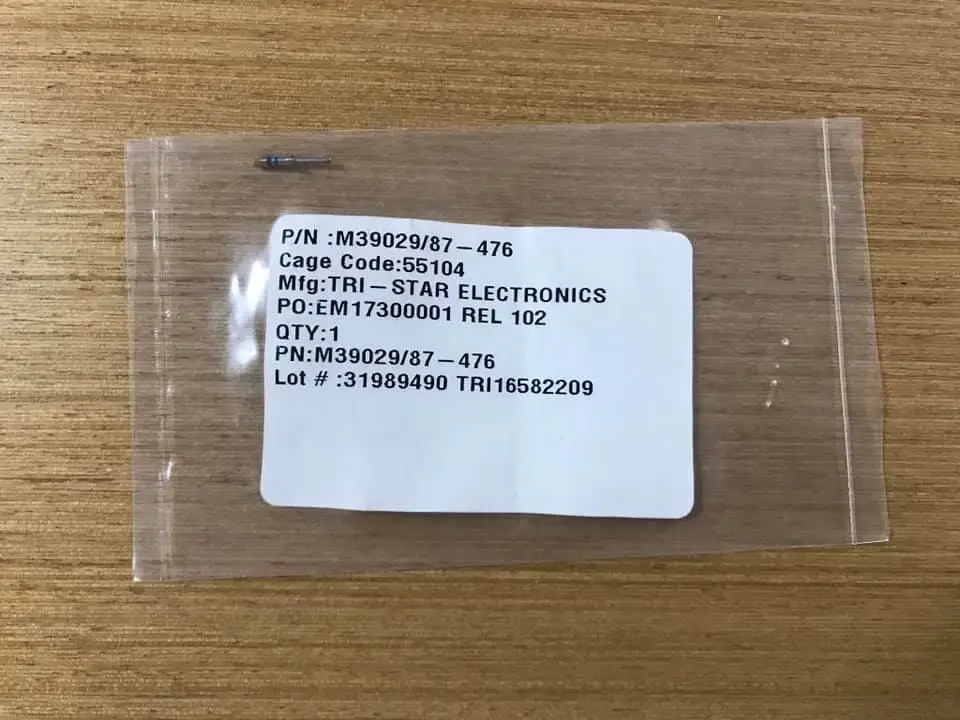 P/N :M39029/87-476
Cage Code:55104
Mfg:TRI-STAR ELECTRONICS
PO:EM17300001 REL 102
QTY:1
PN:M39029/87-476
Lot # :31989490 TRI16582209